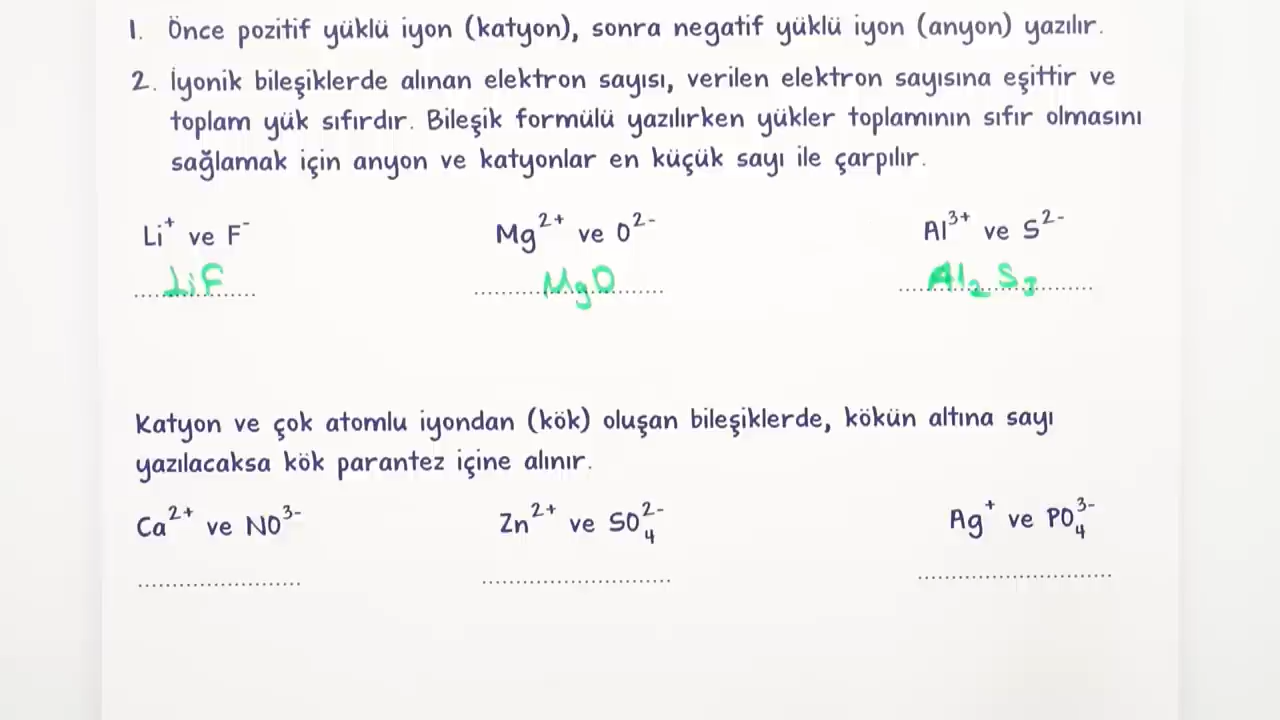 1. Önce pozitif yüklü iyon (katyon), sonra negatif yüklü iyon (anyon) yazılır.
2. İyonik bileşiklerde alınan elektron sayısı, verilen elektron sayısına eşittir ve
toplam yük sıfırdır. Bileşik formülü yazılırken yükler toplamının sıfır olmasını
sağlamak için anyon ve katyonlar en küçük sayı ile çarpılır.
Li⁺ ve F⁻ Mg²⁺ ve O²⁻ Al³⁺ ve S²⁻
LiF MgO Al₂S₃
Katyon ve çok atomlu iyondan (kök) oluşan bileşiklerde, kökün altına sayı
yazılacaksa kök parantez içine alınır.
Ca²⁺ ve NO³⁻ Zn²⁺ ve SO₄²⁻ Ag⁺ ve PO₄³⁻